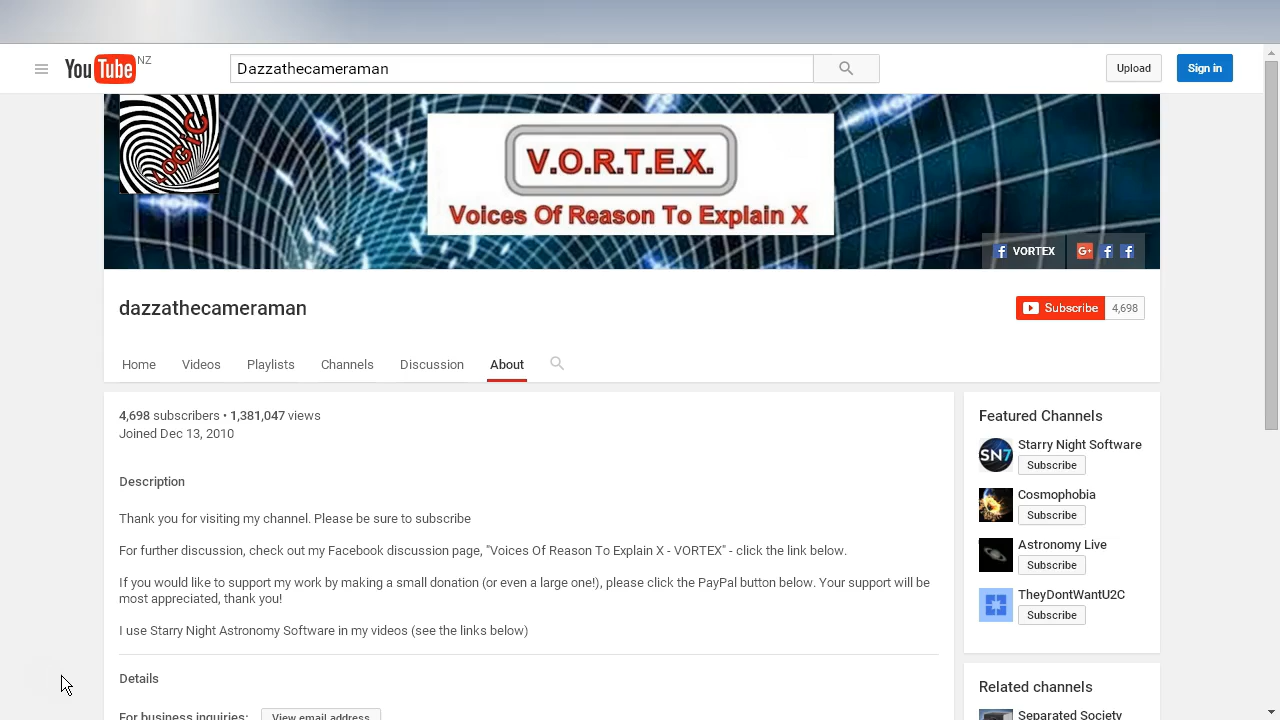 YouTube NZ
Dazzathecameraman
Upload
Sign in
LOGIC
V.O.R.T.E.X.
Voices Of Reason To Explain X
VORTEX
dazzathecameraman
Subscribe 4,698
Home Videos Playlists Channels Discussion About
4,698 subscribers • 1,381,047 views
Joined Dec 13, 2010
Description
Thank you for visiting my channel. Please be sure to subscribe
For further discussion, check out my Facebook discussion page, "Voices Of Reason To Explain X - VORTEX" - click the link below.
If you would like to support my work by making a small donation (or even a large one!), please click the PayPal button below. Your support will be
most appreciated, thank you!
I use Starry Night Astronomy Software in my videos (see the links below)
Details
For business inquiries: View email address
Featured Channels
SN7
Starry Night Software
Subscribe
Cosmophobia
Subscribe
Astronomy Live
Subscribe
TheyDontWantU2C
Subscribe
Related channels
Separated Society